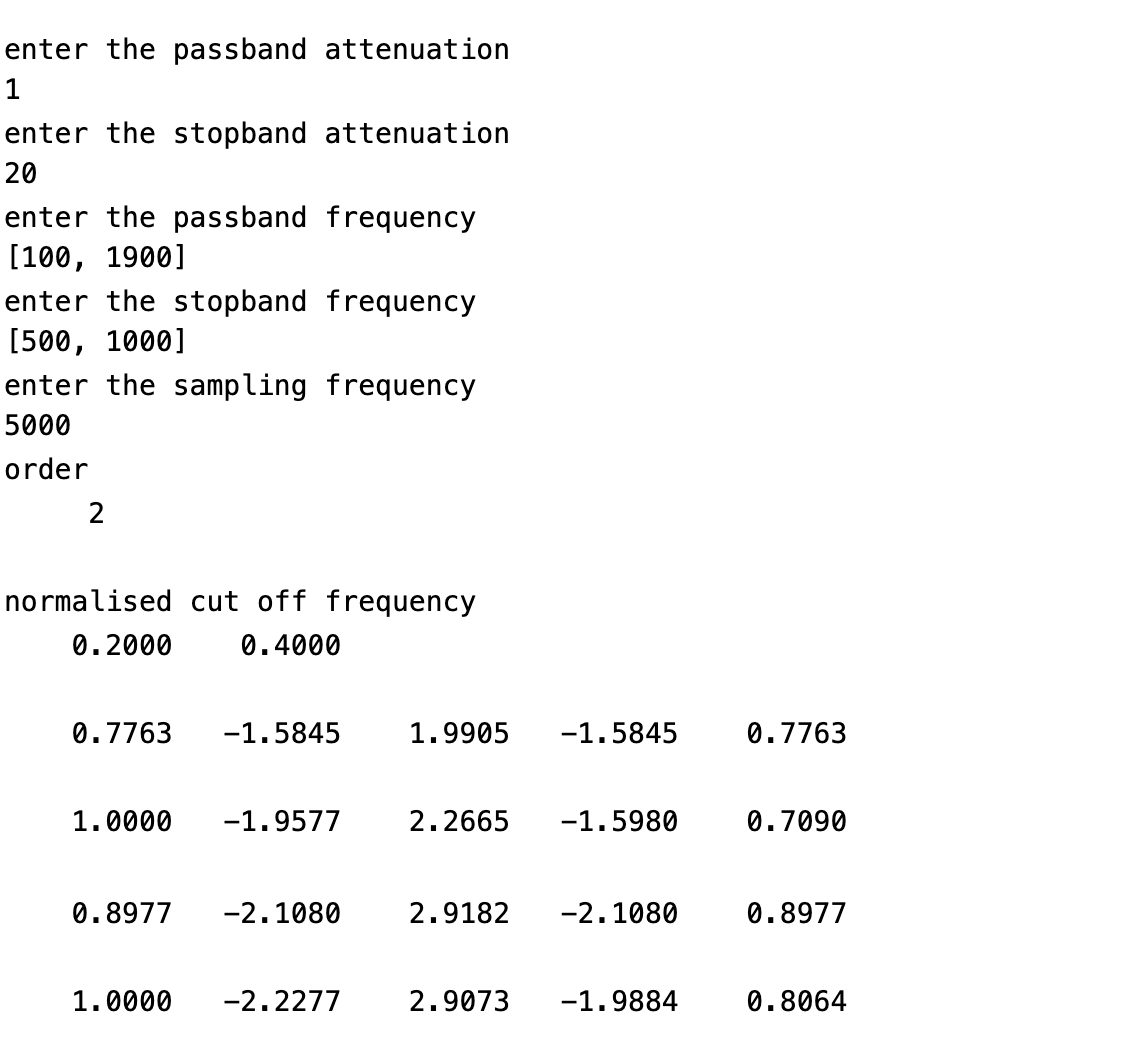 enter the passband attenuation
1
enter the stopband attenuation
20
enter the passband frequency
[100, 1900]
enter the stopband frequency
[500, 1000]
enter the sampling frequency
5000
order
2
normalised cut off frequency
0.2000 0.4000
0.7763 -1.5845 1.9905 -1.5845 0.7763
1.0000 -1.9577 2.2665 -1.5980 0.7090
0.8977 -2.1080 2.9182 -2.1080 0.8977
1.0000 -2.2277 2.9073 -1.9884 0.8064